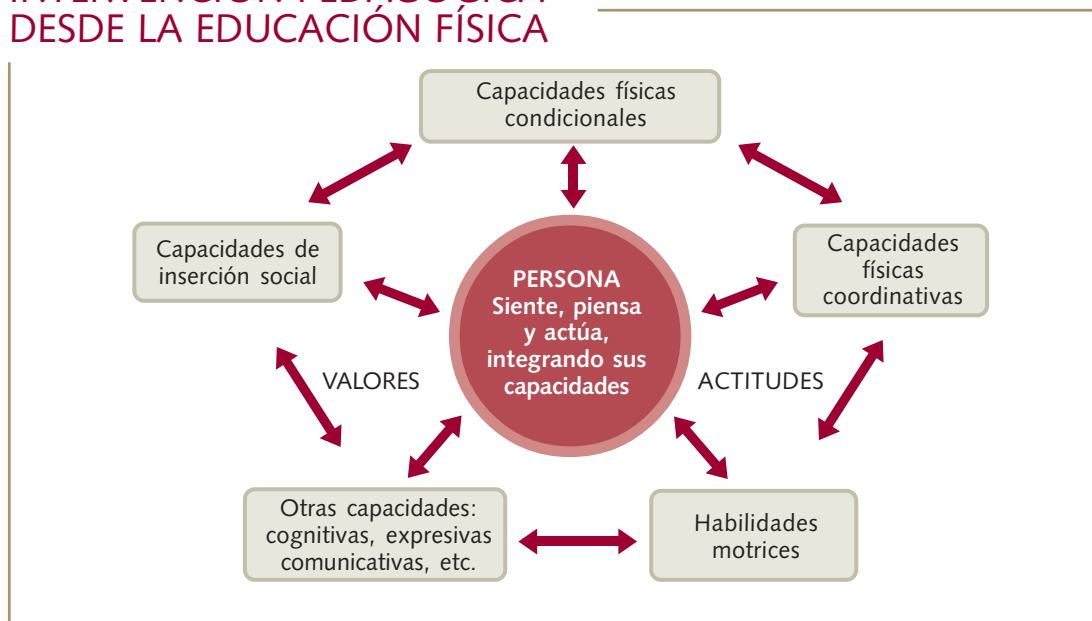 DESDE LA EDUCACIÓN FÍSICA
Capacidades físicas
condicionales
Capacidades de
inserción social
PERSONA
Siente, piensa
y actúa,
integrando sus
capacidades
Capacidades
físicas
coordinativas
VALORES
ACTITUDES
Otras capacidades:
cognitivas, expresivas
comunicativas, etc.
Habilidades
motrices